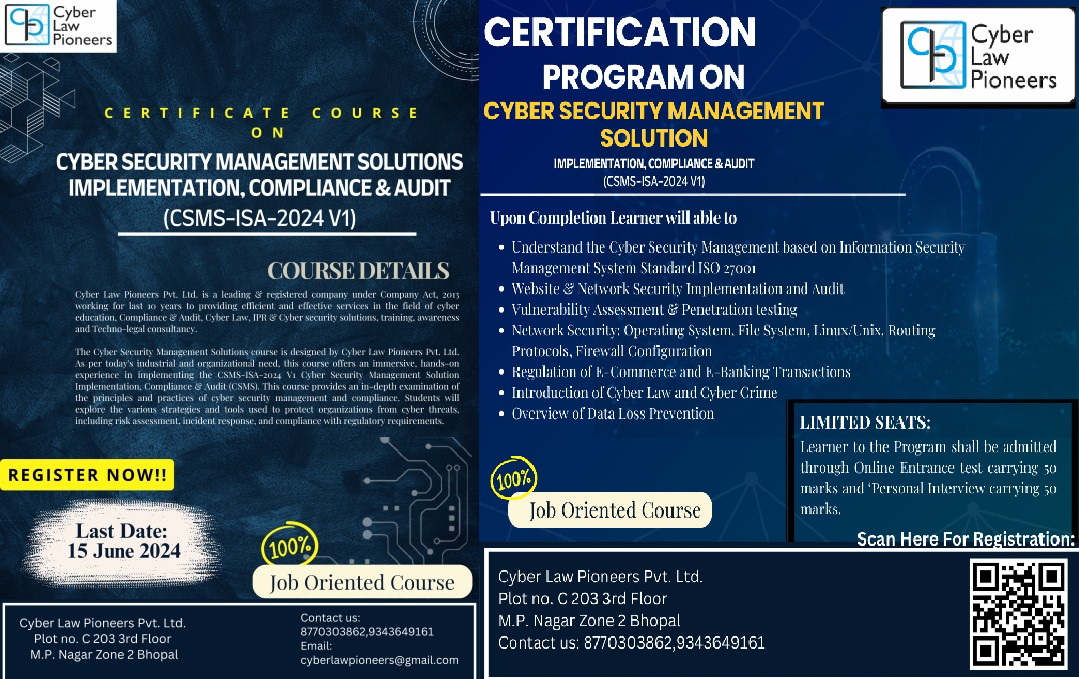 Cyber
Law
Pioneers
CERTIFICATE COURSE
ON
CYBER SECURITY MANAGEMENT SOLUTIONS
IMPLEMENTATION, COMPLIANCE & AUDIT
(CSMS-ISA-2024 V1)
COURSE DETAILS
Cyber Law Pioneers Pvt. Ltd. is a leading & registered company under Company Act, 2013
working for last 10 years to providing efficient and effective services in the field of cyber
education, Compliance & Audit, Cyber Law, IPR & Cyber security solutions, training, awareness
and Techno-legal consultancy.
The Cyber Security Management Solutions course is designed by Cyber Law Pioneers Pvt. Ltd.
As per today's industrial and organizational need, this course offers an immersive, hands-on
experience in implementing the CSMS-ISA-2024 V1 Cyber Security Management Solution
Implementation, Compliance & Audit (CSMS). This course provides an in-depth examination of
the principles and practices of cyber security management and compliance. Students will
explore the various strategies and tools used to protect organizations from cyber threats,
including risk assessment, incident response, and compliance with regulatory requirements.
REGISTER NOW!!
Last Date:
15 June 2024
100%
Job Oriented Course
Cyber Law Pioneers Pvt. Ltd.
Plot no. C 203 3rd Floor
M.P. Nagar Zone 2 Bhopal
Contact us:
8770303862,9343649161
Email:
cyberlawpioneers@gmail.com
CERTIFICATION
PROGRAM ON
CYBER SECURITY MANAGEMENT
SOLUTION
IMPLEMENTATION, COMPLIANCE & AUDIT
(CSMS-ISA-2024 V1)
Cyber
Law
Pioneers
Upon Completion Learner will able to
• Understand the Cyber Security Management based on Information Security
Management System Standard ISO 27001
• Website & Network Security Implementation and Audit
• Vulnerability Assessment & Penetration testing
• Network Security: Operating System, File System, Linux/Unix, Routing
Protocols, Firewall Configuration
• Regulation of E-Commerce and E-Banking Transactions
• Introduction of Cyber Law and Cyber Crime
• Overview of Data Loss Prevention
LIMITED SEATS:
Learner to the Program shall be admitted
through Online Entrance test carrying 50
marks and 'Personal Interview carrying 50
marks.
100%
Job Oriented Course
Scan Here For Registration:
Cyber Law Pioneers Pvt. Ltd.
Plot no. C 203 3rd Floor
M.P. Nagar Zone 2 Bhopal
Contact us: 8770303862,9343649161